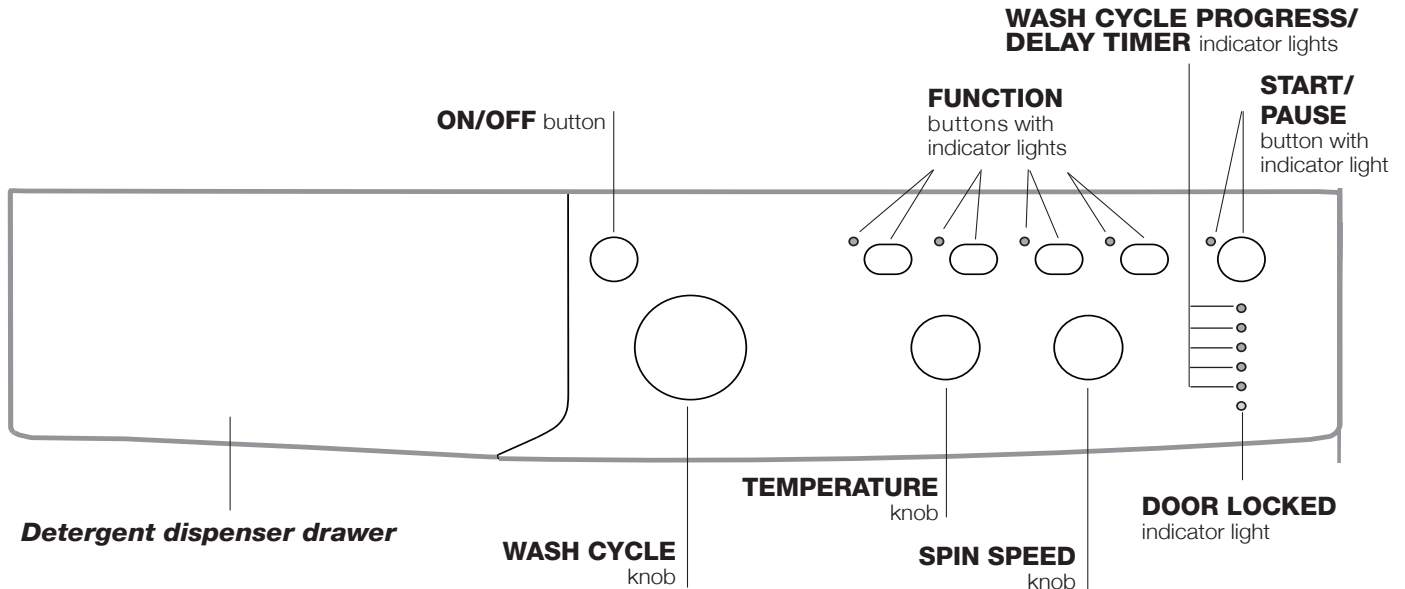 WASH CYCLE PROGRESS/
DELAY TIMER indicator lights
START/
PAUSE
button with
indicator light
FUNCTION
buttons with
indicator lights
ON/OFF button
TEMPERATURE
knob
DOOR LOCKED
indicator light
Detergent dispenser drawer
WASH CYCLE
knob
SPIN SPEED
knob